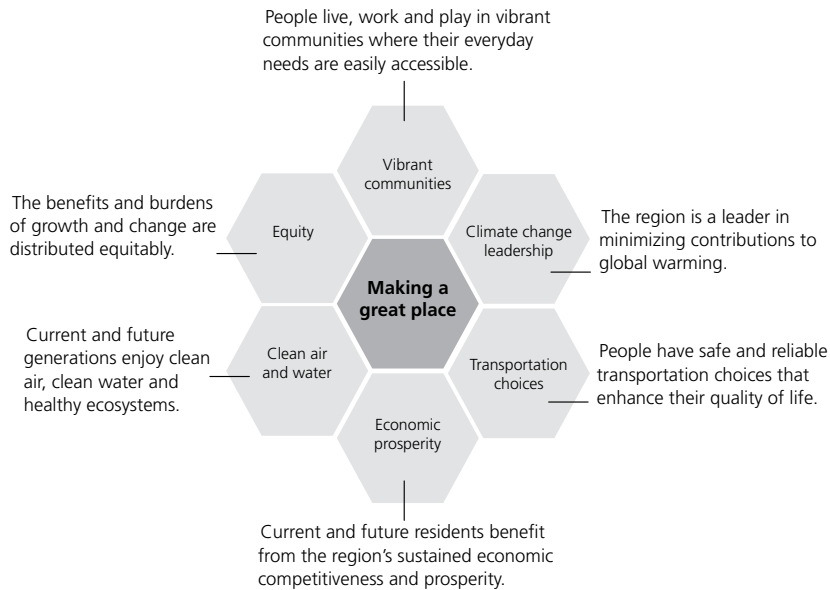 People live, work and play in vibrant
communities where their everyday
needs are easily accessible.
Vibrant
communities
The benefits and burdens
of growth and change are
distributed equitably.
Equity
Climate change
leadership
The region is a leader in
minimizing contributions to
global warming.
Making a
great place
Current and future
generations enjoy clean
air, clean water and
healthy ecosystems.
Clean air
and water
Transportation
choices
People have safe and reliable
transportation choices that
enhance their quality of life.
Economic
prosperity
Current and future residents benefit
from the region’s sustained economic
competitiveness and prosperity.